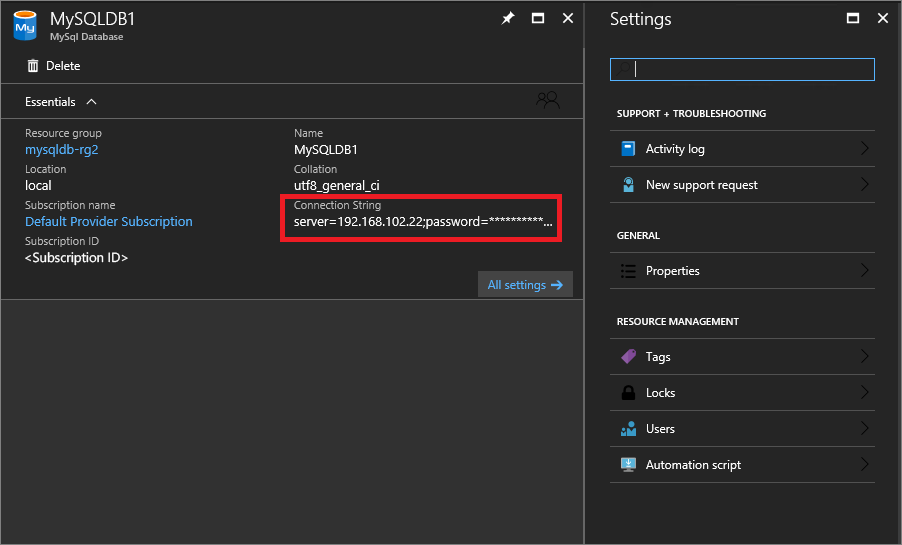 MySQLDB1
MySql Database
Delete
Essentials
Resource group
mysqldb-rg2
Location
local
Subscription name
Default Provider Subscription
Subscription ID
<Subscription ID>
Name
MySQLDB1
Collation
utf8_general_ci
Connection String
server=192.168.102.22;password=**********...
All settings
Settings
SUPPORT + TROUBLESHOOTING
Activity log
New support request
GENERAL
Properties
RESOURCE MANAGEMENT
Tags
Locks
Users
Automation script